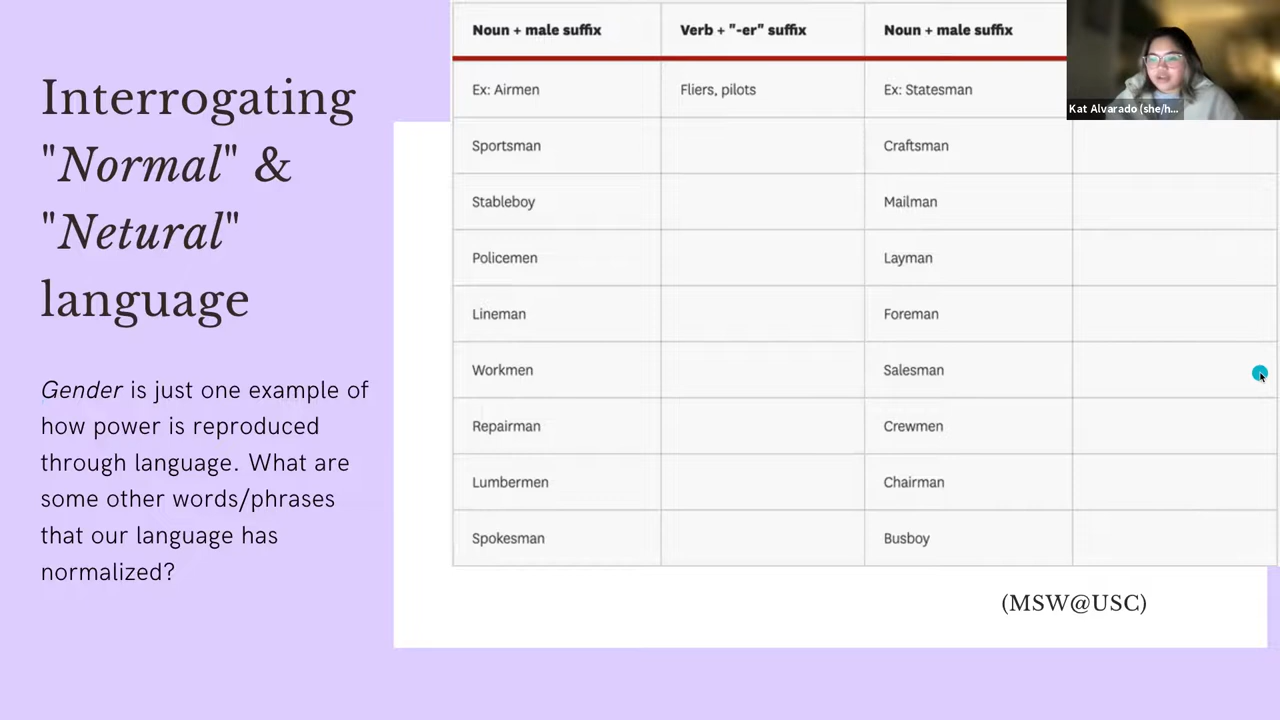 Interrogating
"Normal" &
"Netural"
language
Gender is just one example of
how power is reproduced
through language. What are
some other words/phrases
that our language has
normalized?
Noun + male suffix Verb + "-er" suffix Noun + male suffix
Ex: Airmen Fliers, pilots Ex: Statesman
Sportsman Craftsman
Stableboy Mailman
Policemen Layman
Lineman Foreman
Workmen Salesman
Repairman Crewmen
Lumbermen Chairman
Spokesman Busboy
(MSW@USC)
Kat Alvarado (she/h...